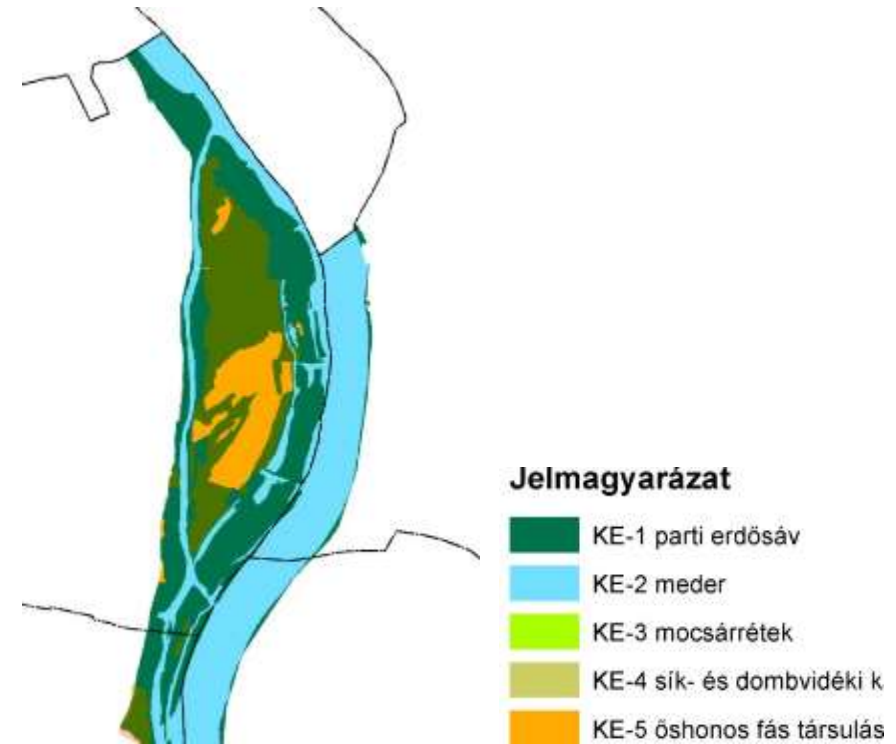 Jelmagyarázat
KE-1 parti erdősáv
KE-2 meder
KE-3 mocsárrétek
KE-4 sík- és dombvidéki k
KE-5 őshonos fás társulás